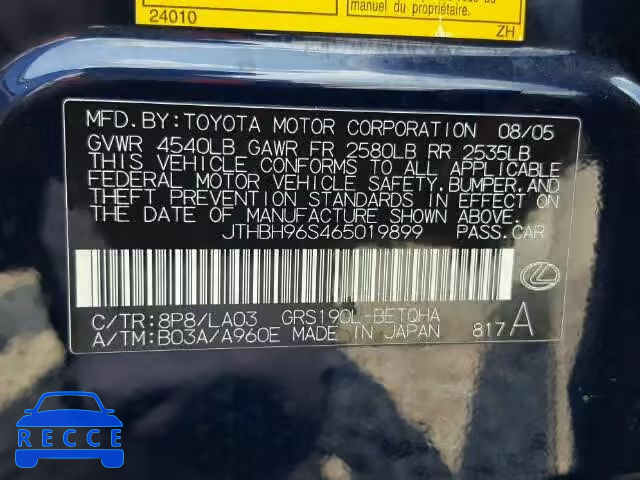 manuel du propriétaire.
24010
ZH
MFD. BY:TOYOTA MOTOR CORPORATION 08/05
GVWR 4540LB GAWR FR 2580LB RR 2535LB
THIS VEHICLE CONFORMS TO ALL APPLICABLE
FEDERAL MOTOR VEHICLE SAFETY,BUMPER,AND
THEFT PREVENTION STANDARDS IN EFFECT ON
THE DATE OF MANUFACTURE SHOWN ABOVE.
JTHBH96S465019899 PASS.CAR
C/TR:8P8/LA03 GRS190L-BETQHA
A/TM:B03A/A960E MADE IN JAPAN 817A
RECCE